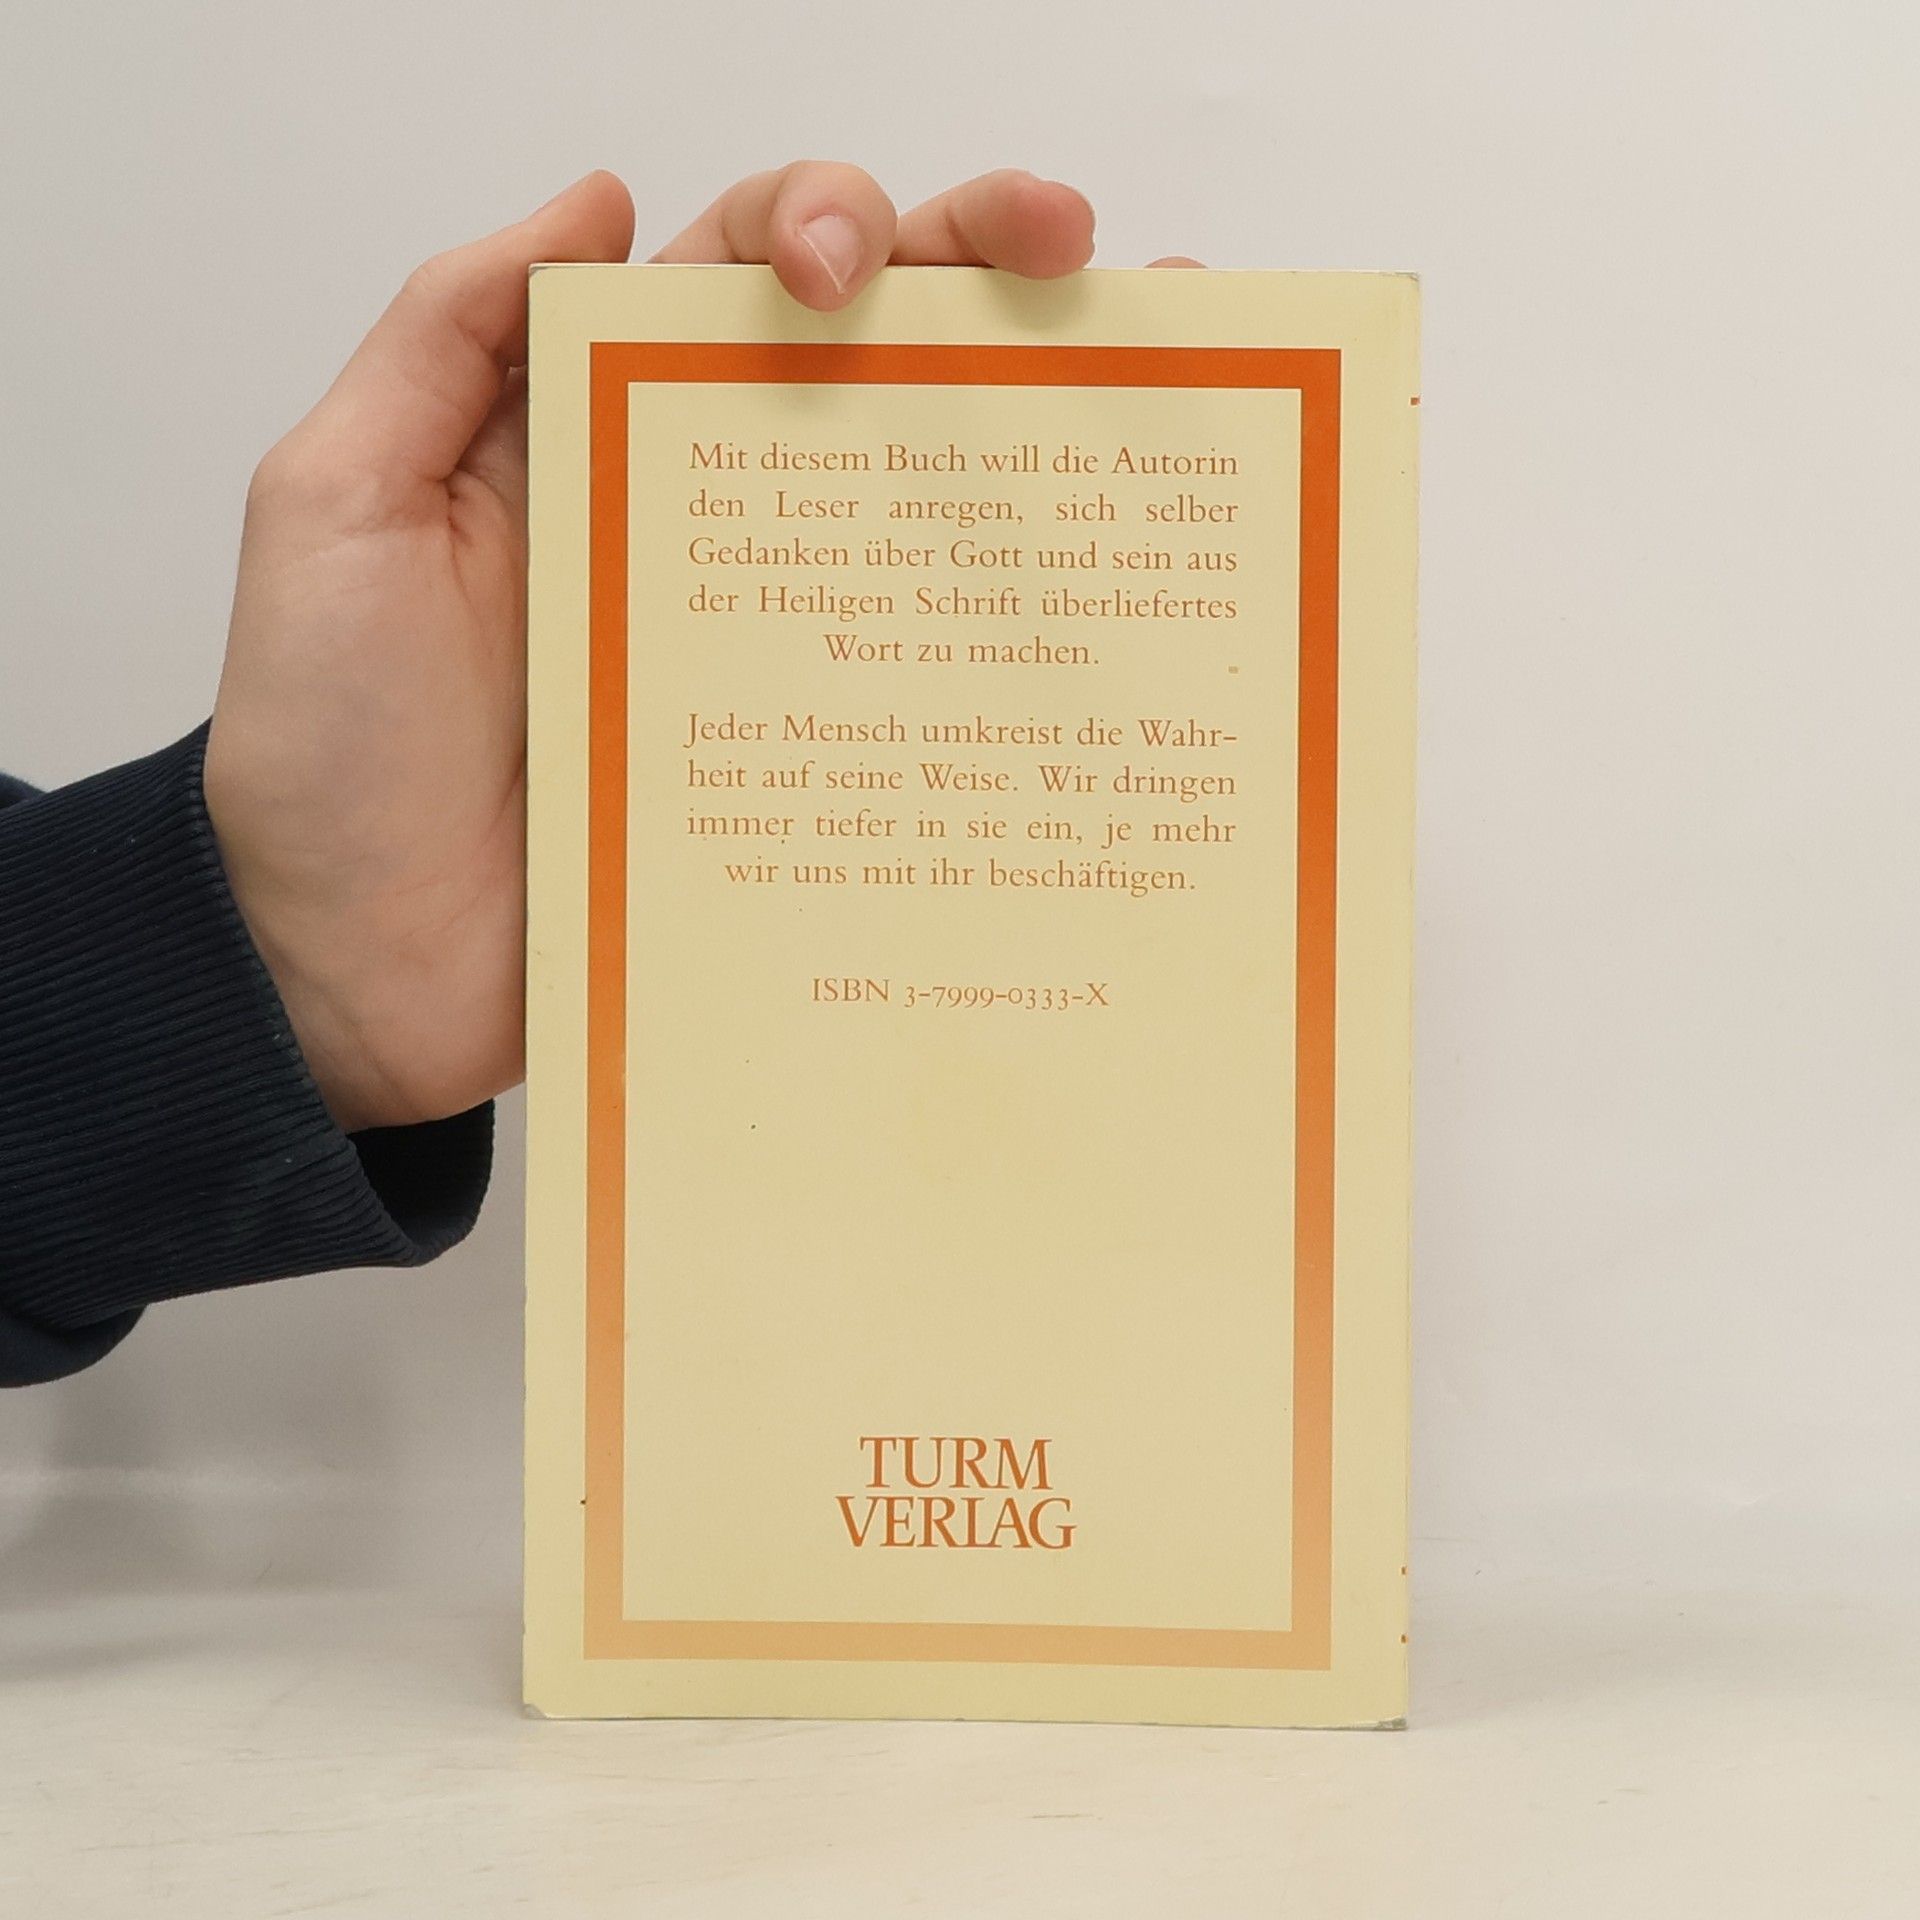 Mit diesem Buch will die Autorin
den Leser anregen, sich selber
Gedanken über Gott und sein aus
der Heiligen Schrift überliefertes
Wort zu machen.
Jeder Mensch umkreist die Wahr-
heit auf seine Weise. Wir dringen
immer tiefer in sie ein, je mehr
wir uns mit ihr beschäftigen.
ISBN 3-7999-0333-X
TURM
VERLAG